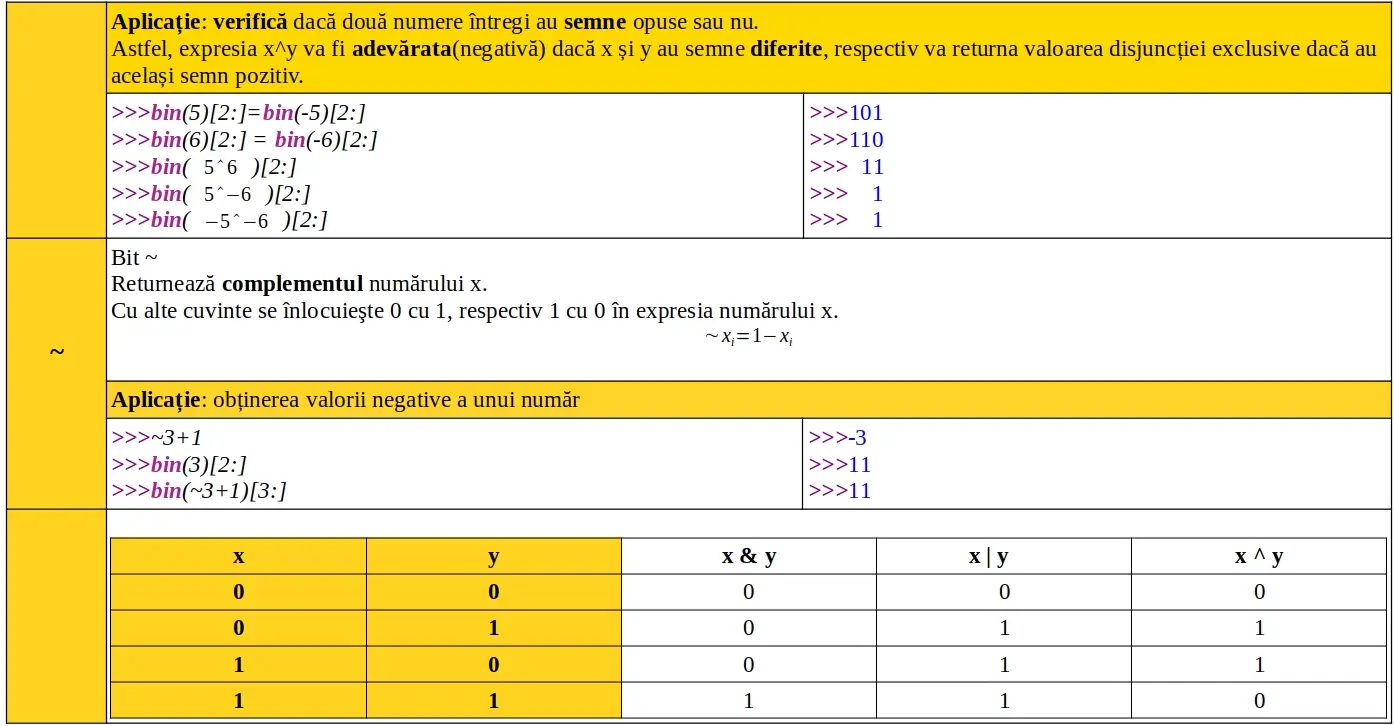 Aplicație: verifică dacă două numere întregi au semne opuse sau nu.
Astfel, expresia x^y va fi adevărata(negativă) dacă x și y au semne diferite, respectiv va returna valoarea disjuncției exclusive dacă au
același semn pozitiv.
>>>bin(5)[2:]=bin(-5)[2:]
>>>bin(6)[2:] = bin(-6)[2:]
>>>bin( 5^6 )[2:]
>>>bin( 5^−6 )[2:]
>>>bin( −5^−6 )[2:]
>>>101
>>>110
>>> 11
>>> 1
>>> 1
~
Bit ~
Returnează complementul numărului x.
Cu alte cuvinte se înlocuieşte 0 cu 1, respectiv 1 cu 0 în expresia numărului x.
~xi=1−xi
Aplicație: obținerea valorii negative a unui număr
>>>~3+1
>>>bin(3)[2:]
>>>bin(~3+1)[3:]
>>>-3
>>>11
>>>11
x y x & y x | y x ^ y
0 0 0 0 0
0 1 0 1 1
1 0 0 1 1
1 1 1 1 0